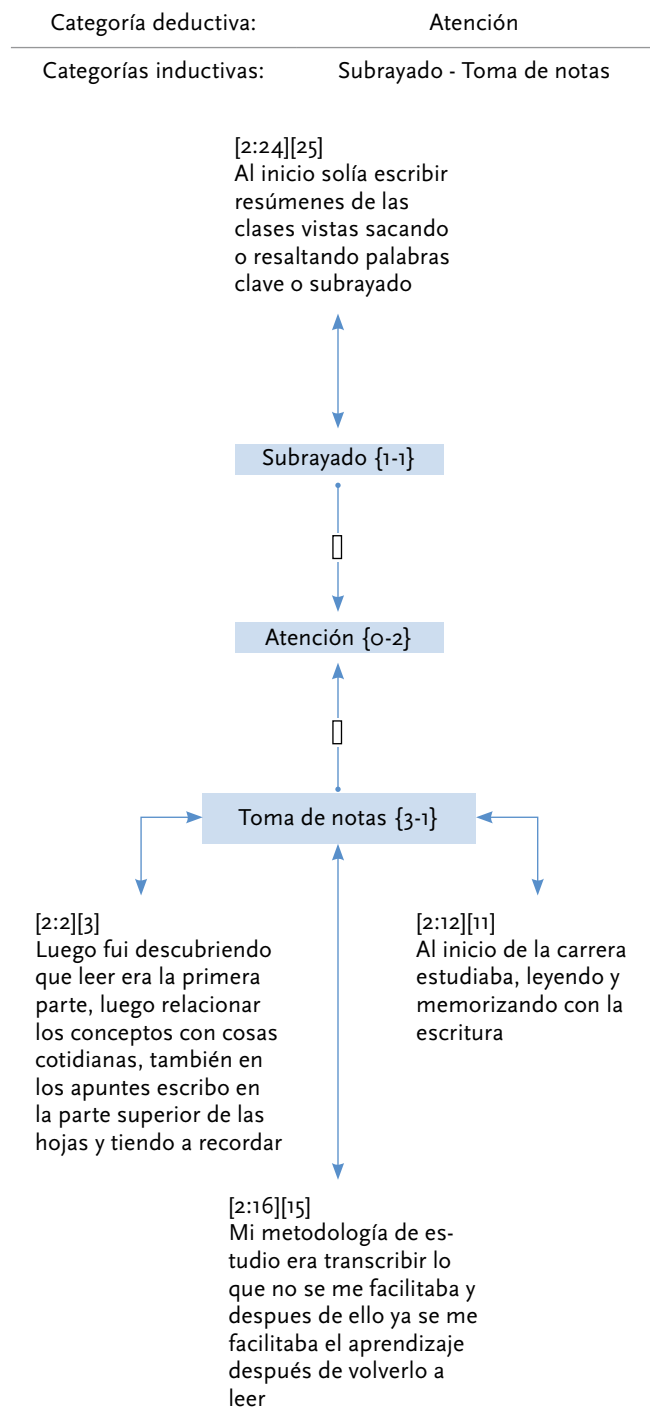 Categoría deductiva: Atención
Categorías inductivas: Subrayado - Toma de notas
[2:24][25]
Al inicio solía escribir
resúmenes de las
clases vistas sacando
o resaltando palabras
clave o subrayado
Subrayado {1-1}
Atención {0-2}
Toma de notas {3-1}
[2:2][3]
Luego fui descubriendo
que leer era la primera
parte, luego relacionar
los conceptos con cosas
cotidianas, también en
los apuntes escribo en
la parte superior de las
hojas y tiendo a recordar
[2:12][11]
Al inicio de la carrera
estudiaba, leyendo y
memorizando con la
escritura
[2:16][15]
Mi metodología de es-
tudio era transcribir lo
que no se me facilitaba y
despues de ello ya se me
facilitaba el aprendizaje
después de volverlo a
leer